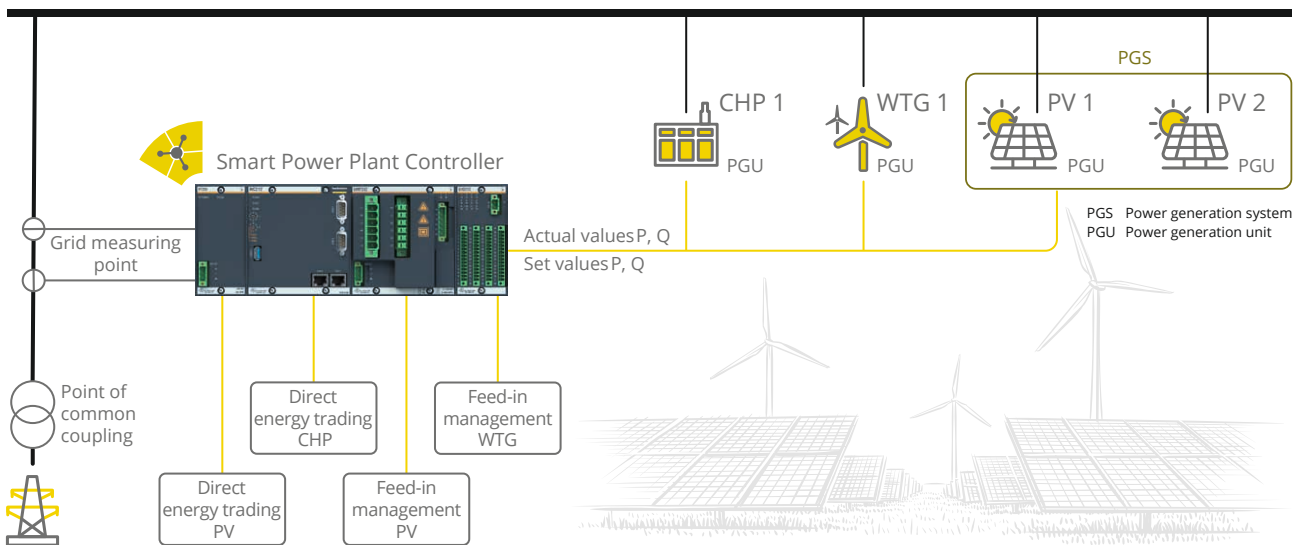 PGS
CHP 1
PGU
WTG 1
PGU
PV 1
PGU
PV 2
PGU
PGS Power generation system
PGU Power generation unit
Smart Power Plant Controller
Grid measuring
point
Actual values P, Q
Set values P, Q
Point of
common
coupling
Direct
energy trading
CHP
Feed-in
management
WTG
Direct
energy trading
PV
Feed-in
management
PV